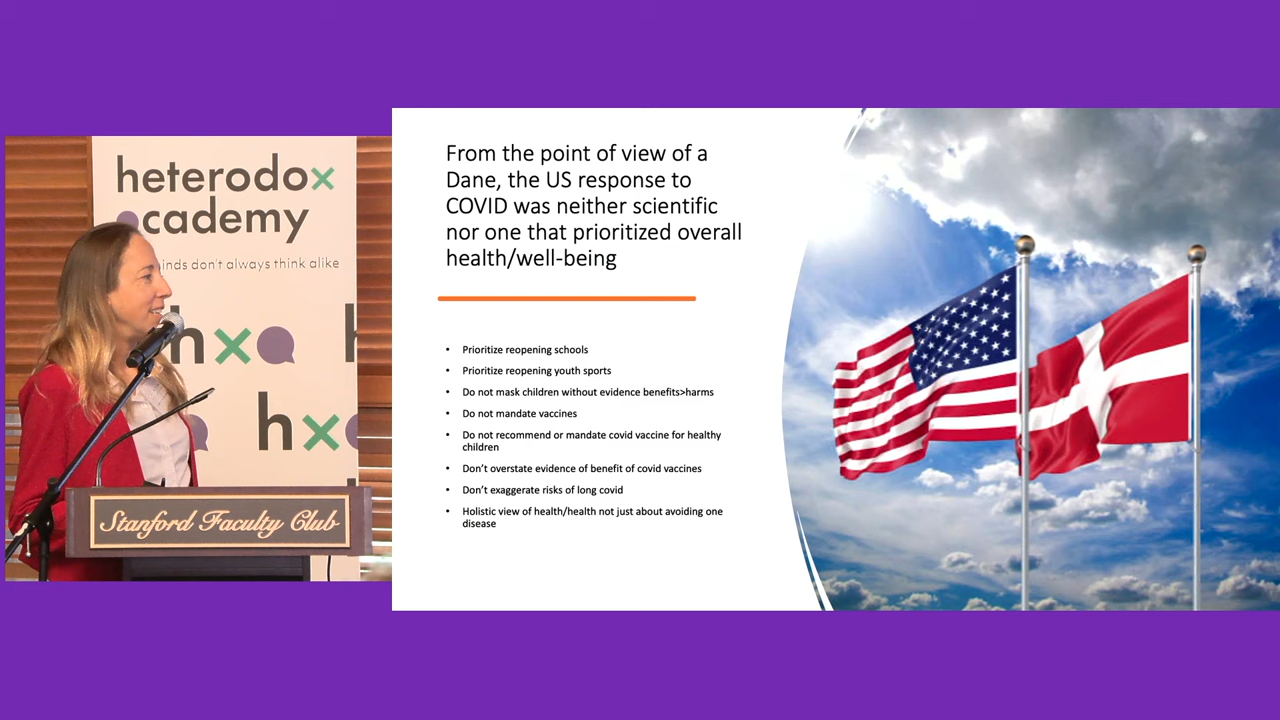 heterodox
academy
inds don't always think alike
hx
h
hx
Stanford Faculty Club
From the point of view of a
Dane, the US response to
COVID was neither scientific
nor one that prioritized overall
health/well-being
• Prioritize reopening schools
• Prioritize reopening youth sports
• Do not mask children without evidence benefits>harms
• Do not mandate vaccines
• Do not recommend or mandate covid vaccine for healthy
children
• Don't overstate evidence of benefit of covid vaccines
• Don't exaggerate risks of long covid
• Holistic view of health/health not just about avoiding one
disease